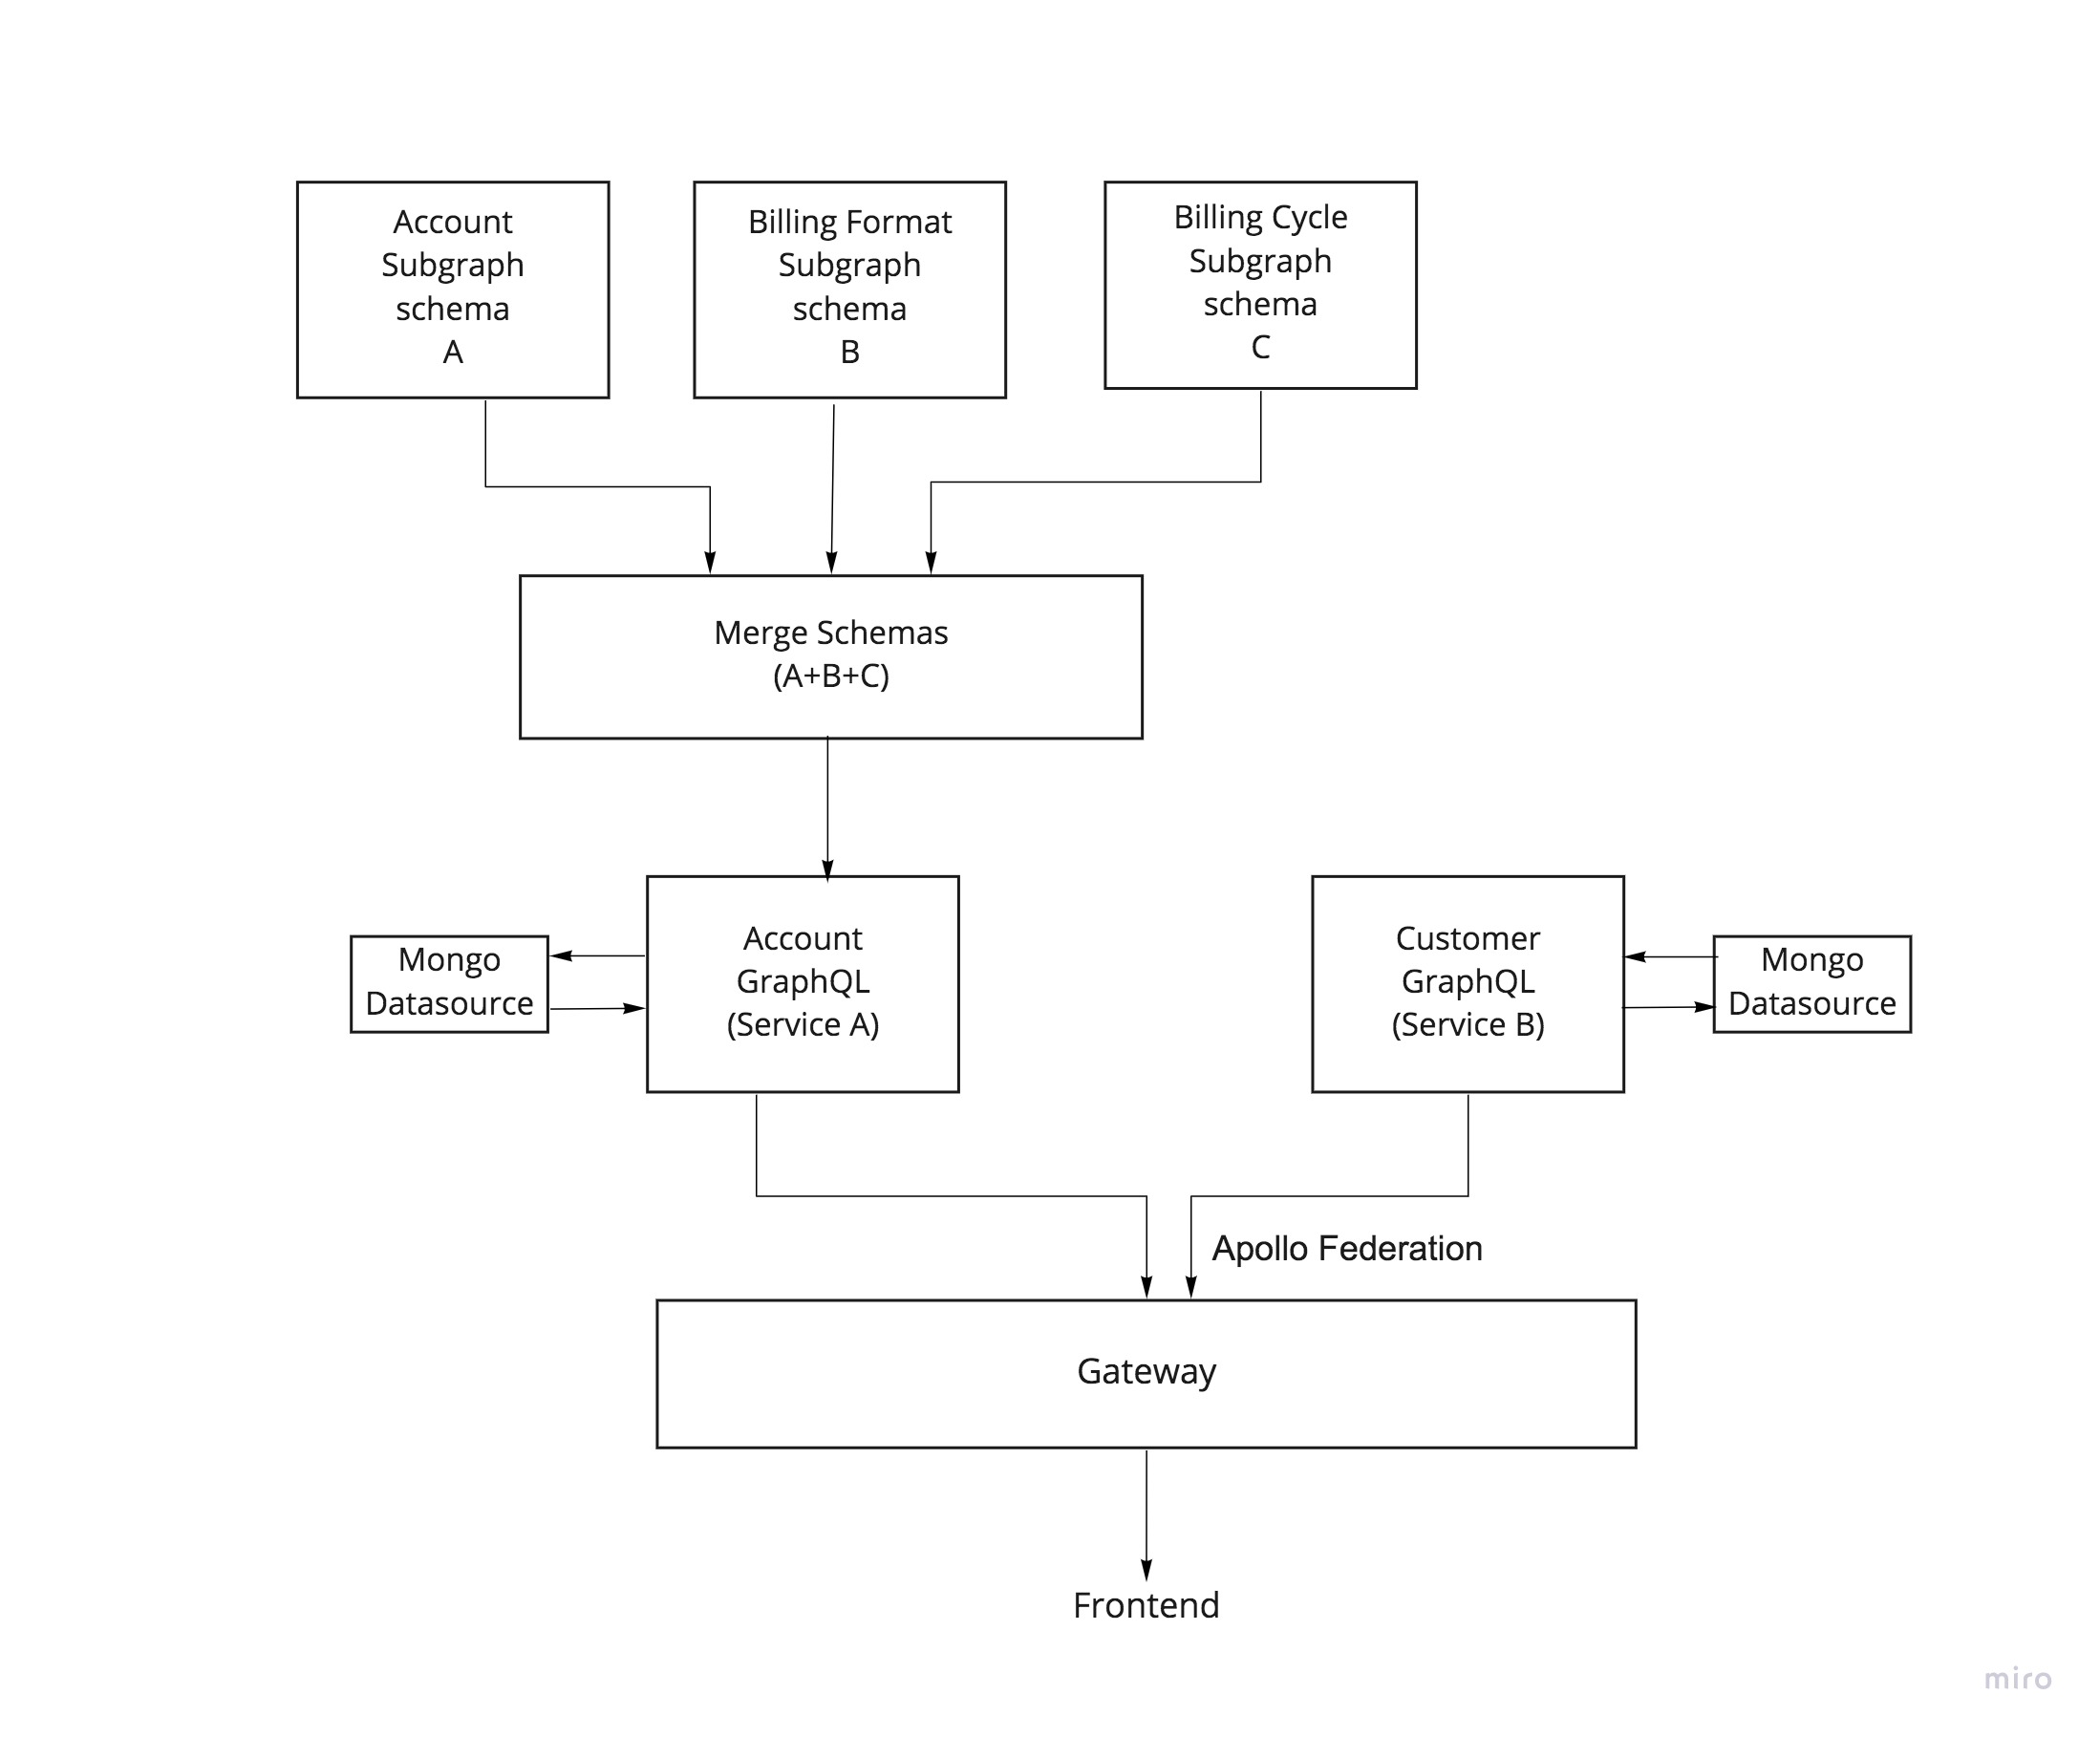 Account
Subgraph
schema
A
Billing Format
Subgraph
schema
B
Billing Cycle
Subgraph
schema
C
Merge Schemas
(A+B+C)
Mongo
Datasource
Account
GraphQL
(Service A)
Customer
GraphQL
(Service B)
Mongo
Datasource
Apollo Federation
Gateway
Frontend
miro